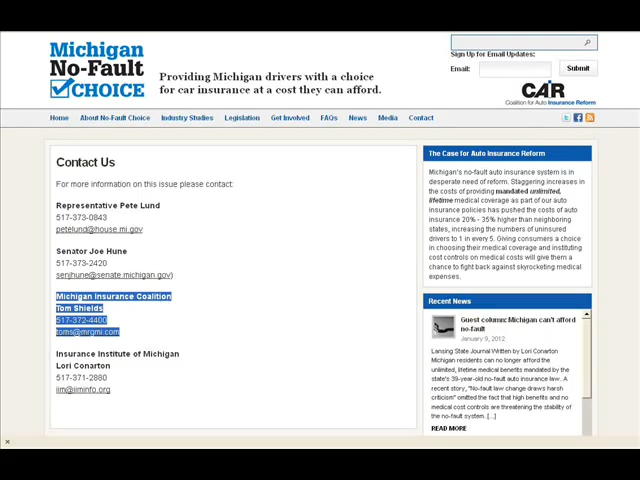 Michigan
No-Fault
CHOICE
Providing Michigan drivers with a choice
for car insurance at a cost they can afford.
Sign Up for Email Updates:
Email:
Submit
CAR
Coalition for Auto Insurance Reform
Home About No-Fault Choice Industry Studies Legislation Get Involved FAQs News Media Contact
Contact Us
For more information on this issue please contact:
Representative Pete Lund
517-373-0843
petelund@house.mi.gov
Senator Joe Hune
517-373-2420
senjhune@senate.michigan.gov)
Michigan Insurance Coalition
Tom Shields
517-372-4400
toms@mrgmi.com
Insurance Institute of Michigan
Lori Conarton
517-371-2880
iim@iiminfo.org
The Case for Auto Insurance Reform
Michigan's no-fault auto insurance system is in
desperate need of reform. Staggering increases in
the costs of providing mandated unlimited,
lifetime medical coverage as part of our auto
insurance policies has pushed the costs of auto
insurance 20% - 35% higher than neighboring
states, increasing the numbers of uninsured
drivers to 1 in every 5. Giving consumers a choice
in choosing their medical coverage and instituting
cost controls on medical costs will give them a
chance to fight back against skyrocketing medical
expenses.
Recent News
Guest column: Michigan can't afford
no-fault
January 9, 2012
Lansing State Journal Written by Lori Conarton
Michigan residents can no longer afford the
unlimited, lifetime medical benefits mandated by the
state's 39-year-old no-fault auto insurance law. A
recent story, "No-fault law change draws harsh
criticism" omitted the fact that high benefits and no
medical cost controls are threatening the stability of
the no-fault system. [...]
READ MORE